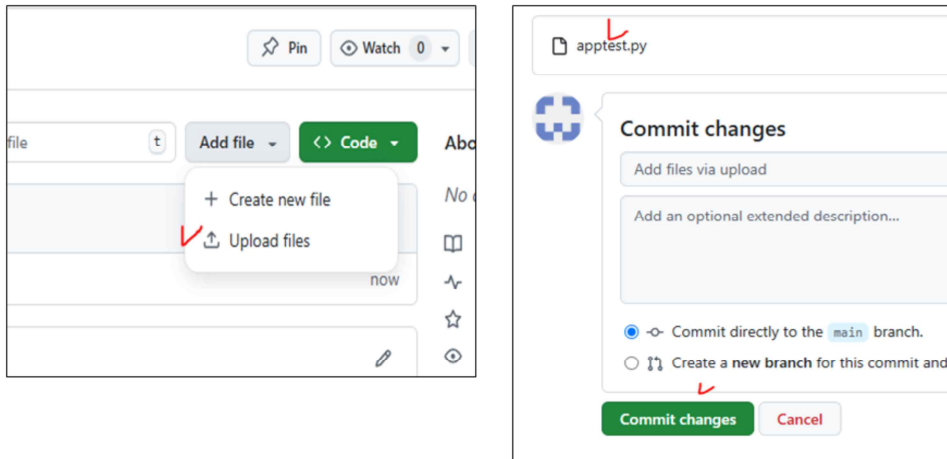 Pin
Watch 0
file t Add file <> Code Abo
Create new file
No
Upload files
now
apptest.py
Commit changes
Add files via upload
Add an optional extended description...
Commit directly to the main branch.
Create a new branch for this commit and
Commit changes Cancel